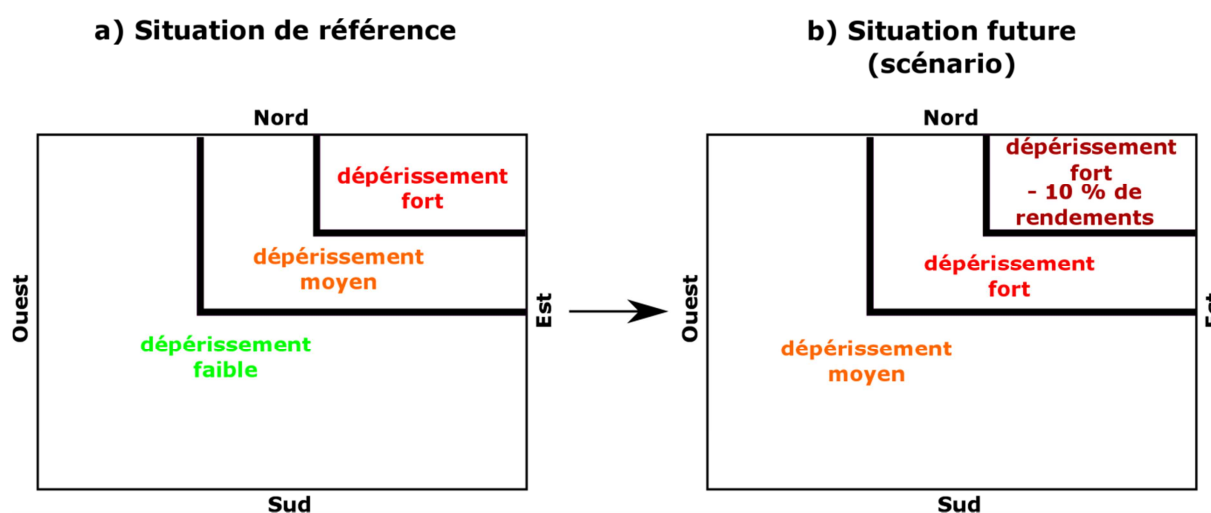 a) Situation de référence
Nord
dépérissement
fort
dépérissement
moyen
Ouest
Est
dépérissement
faible
Sud
b) Situation future
(scénario)
Nord
dépérissement
fort
- 10 % de
rendements
dépérissement
fort
Ouest
Est
dépérissement
moyen
Sud